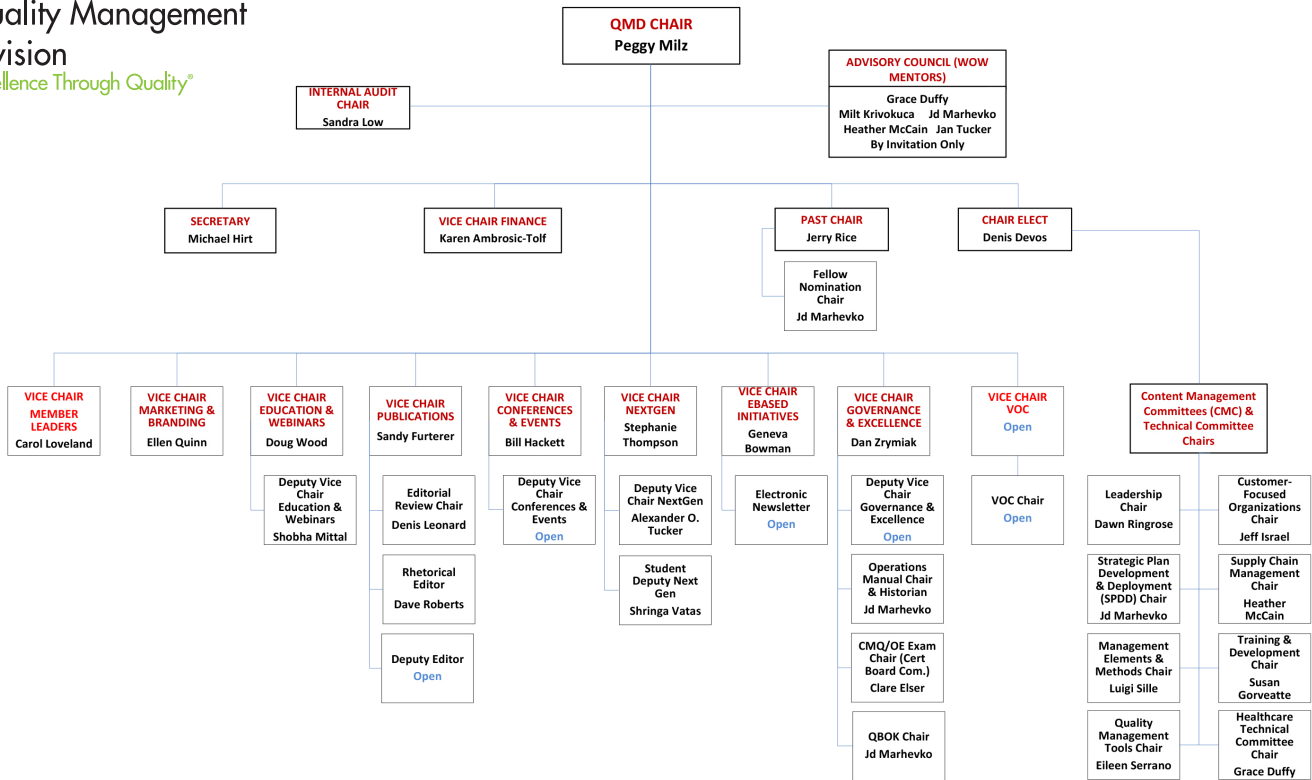 uality Management
vision
ellence Through Quality®
QMD CHAIR
Peggy Milz
INTERNAL AUDIT
CHAIR
Sandra Low
ADVISORY COUNCIL (WOW
MENTORS)
Grace Duffy
Milt Krivokuca Jd Marhevko
Heather McCain Jan Tucker
By Invitation Only
SECRETARY
Michael Hirt
VICE CHAIR FINANCE
Karen Ambrosic-Tolf
PAST CHAIR
Jerry Rice
CHAIR ELECT
Denis Devos
Fellow
Nomination
Chair
Jd Marhevko
VICE CHAIR
MEMBER
LEADERS
Carol Loveland
VICE CHAIR
MARKETING &
BRANDING
Ellen Quinn
VICE CHAIR
EDUCATION &
WEBINARS
Doug Wood
VICE CHAIR
PUBLICATIONS
Sandy Furterer
VICE CHAIR
CONFERENCES
& EVENTS
Bill Hackett
VICE CHAIR
NEXTGEN
Stephanie
Thompson
VICE CHAIR
EBASED
INITIATIVES
Geneva
Bowman
VICE CHAIR
GOVERNANCE
& EXCELLENCE
Dan Zrymiak
VICE CHAIR
VOC
Open
Content Management
Committees (CMC) &
Technical Committee
Chairs
Deputy Vice
Chair
Education &
Webinars
Shobha Mittal
Editorial
Review Chair
Denis Leonard
Deputy Vice
Chair
Conferences &
Events
Open
Deputy Vice
Chair NextGen
Alexander O.
Tucker
Electronic
Newsletter
Open
Deputy Vice
Chair
Governance &
Excellence
Open
VOC Chair
Open
Leadership
Chair
Dawn Ringrose
Customer-
Focused
Organizations
Chair
Jeff Israel
Rhetorical
Editor
Dave Roberts
Student
Deputy Next
Gen
Shringa Vatas
Operations
Manual Chair
& Historian
Jd Marhevko
Strategic Plan
Development
& Deployment
(SPDD) Chair
Jd Marhevko
Supply Chain
Management
Chair
Heather
McCain
Deputy Editor
Open
CMQ/OE Exam
Chair (Cert
Board Com.)
Clare Elser
Management
Elements &
Methods Chair
Luigi Sille
Training &
Development
Chair
Susan
Gorveatte
QBOK Chair
Jd Marhevko
Quality
Management
Tools Chair
Eileen Serrano
Healthcare
Technical
Committee
Chair
Grace Duffy